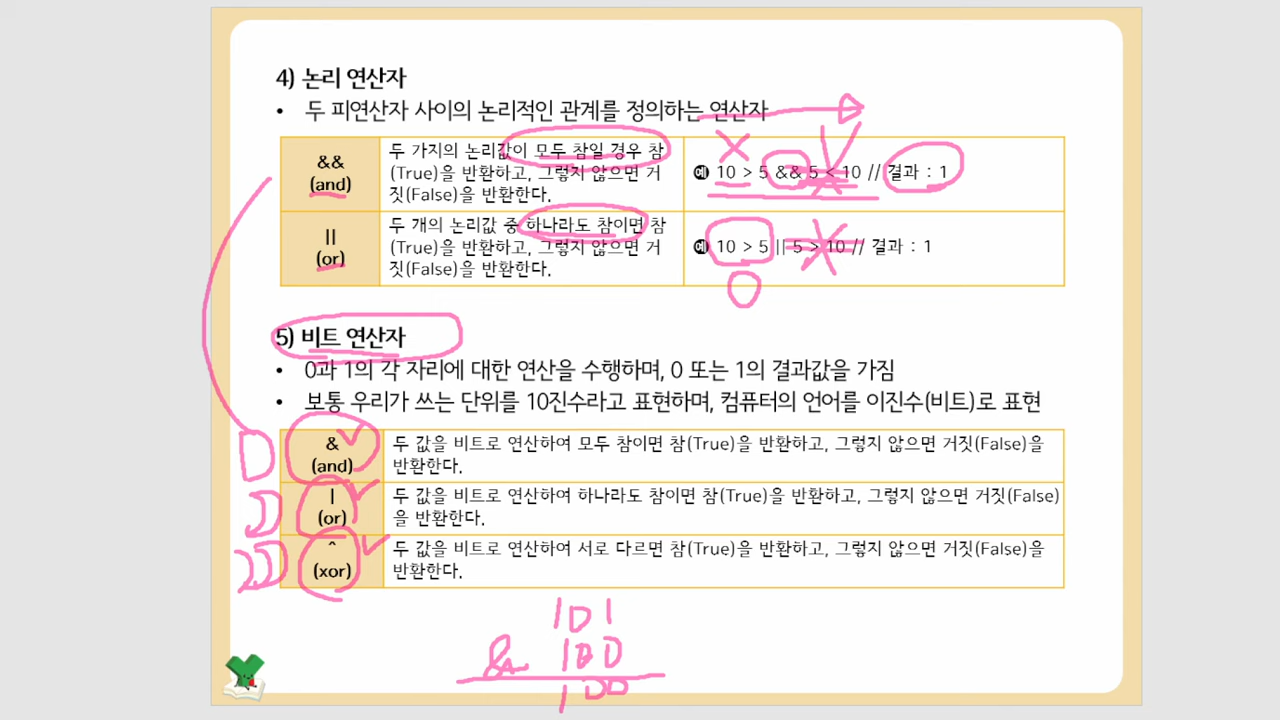 4) 논리 연산자
• 두 피연산자 사이의 논리적인 관계를 정의하는 연산자
&&
(and)
두 가지의 논리값이 모두 참일 경우 참
(True)을 반환하고, 그렇지 않으면 거
짓(False)을 반환한다.
예 10 > 5 && 5 < 10 // 결과 : 1
||
(or)
두 개의 논리값 중 하나라도 참이면 참
(True)을 반환하고, 그렇지 않으면 거
짓(False)을 반환한다.
예 10 > 5 || 5 > 10 // 결과 : 1
5) 비트 연산자
• 0과 1의 각 자리에 대한 연산을 수행하며, 0 또는 1의 결과값을 가짐
• 보통 우리가 쓰는 단위를 10진수라고 표현하며, 컴퓨터의 언어를 이진수(비트)로 표현
&
(and)
두 값을 비트로 연산하여 모두 참이면 참(True)을 반환하고, 그렇지 않으면 거짓(False)을
반환한다.
|
(or)
두 값을 비트로 연산하여 하나라도 참이면 참(True)을 반환하고, 그렇지 않으면 거짓(False)
을 반환한다.
^
(xor)
두 값을 비트로 연산하여 서로 다르면 참(True)을 반환하고, 그렇지 않으면 거짓(False)을
반환한다.
101
& 100
100